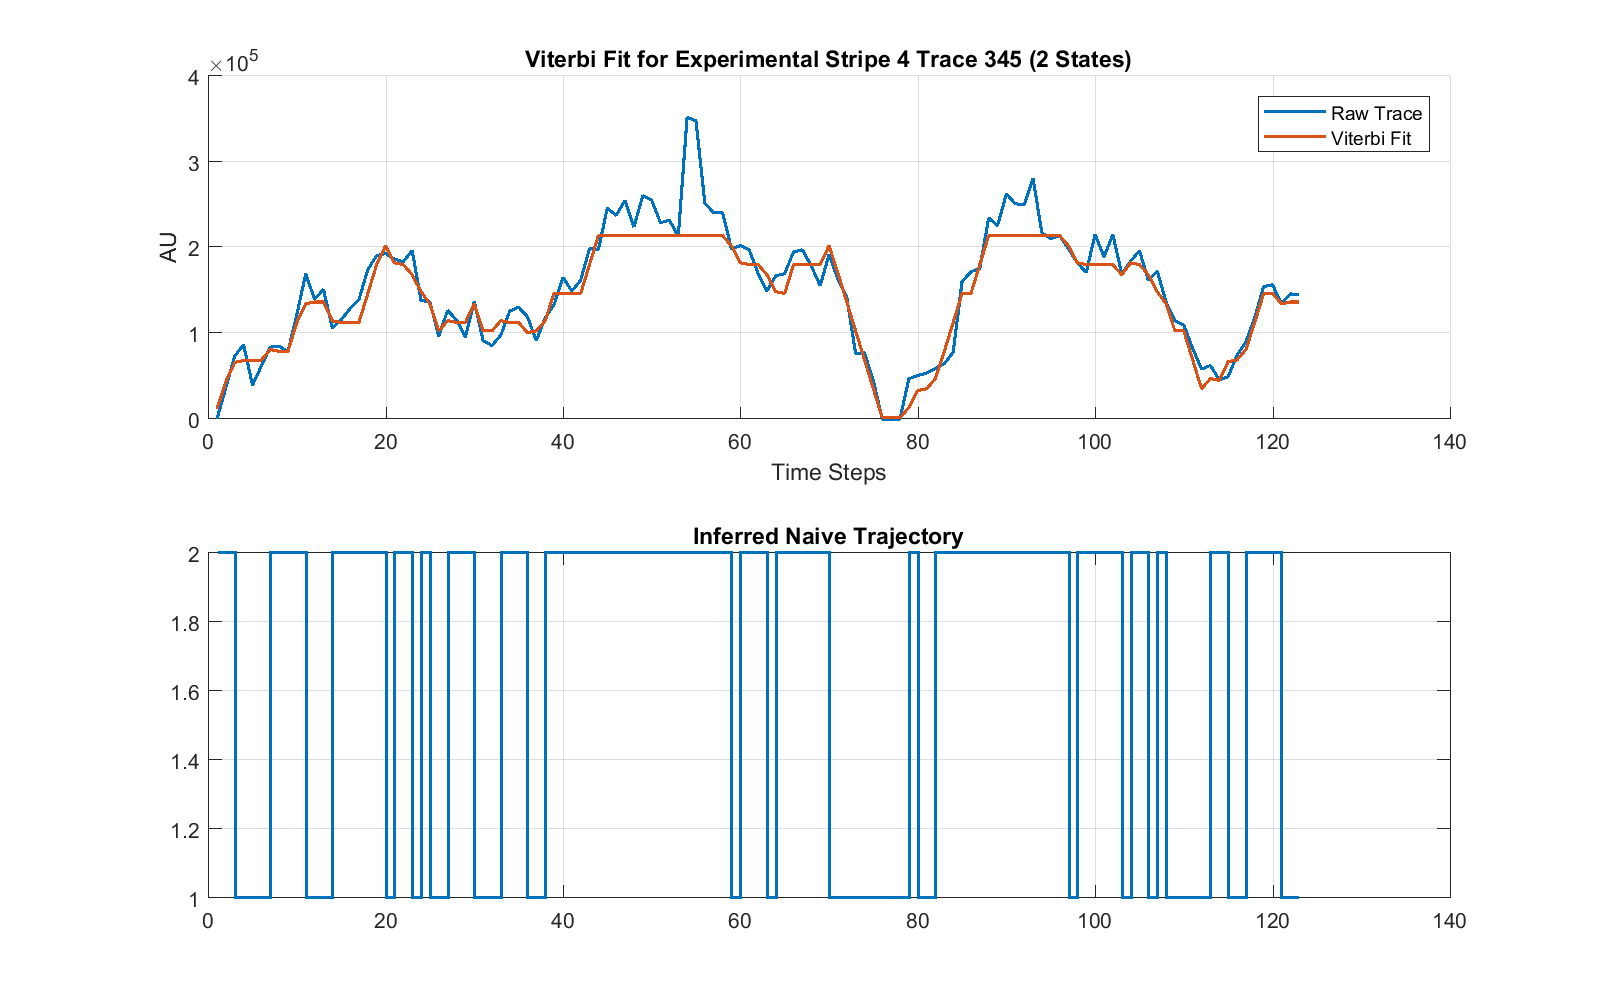 Viterbi Fit for Experimental Stripe 4 Trace 345 (2 States)
×10^5
4
3
2
1
0
AU
Raw Trace
Viterbi Fit
0 20 40 60 80 100 120 140
Time Steps
Inferred Naive Trajectory
2
1.8
1.6
1.4
1.2
1
0 20 40 60 80 100 120 140